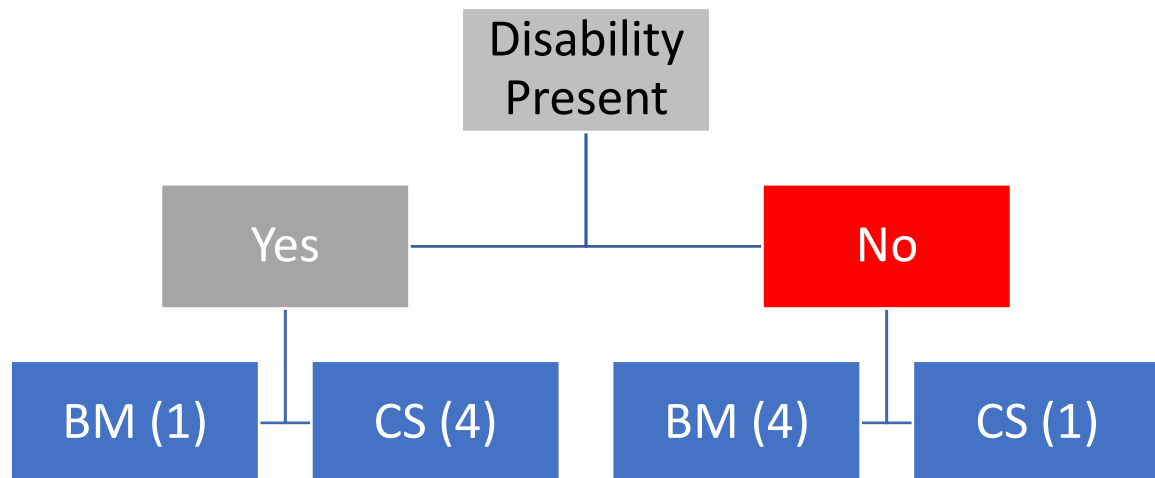 Disability
Present
Yes
No
BM (1)
CS (4)
BM (4)
CS (1)